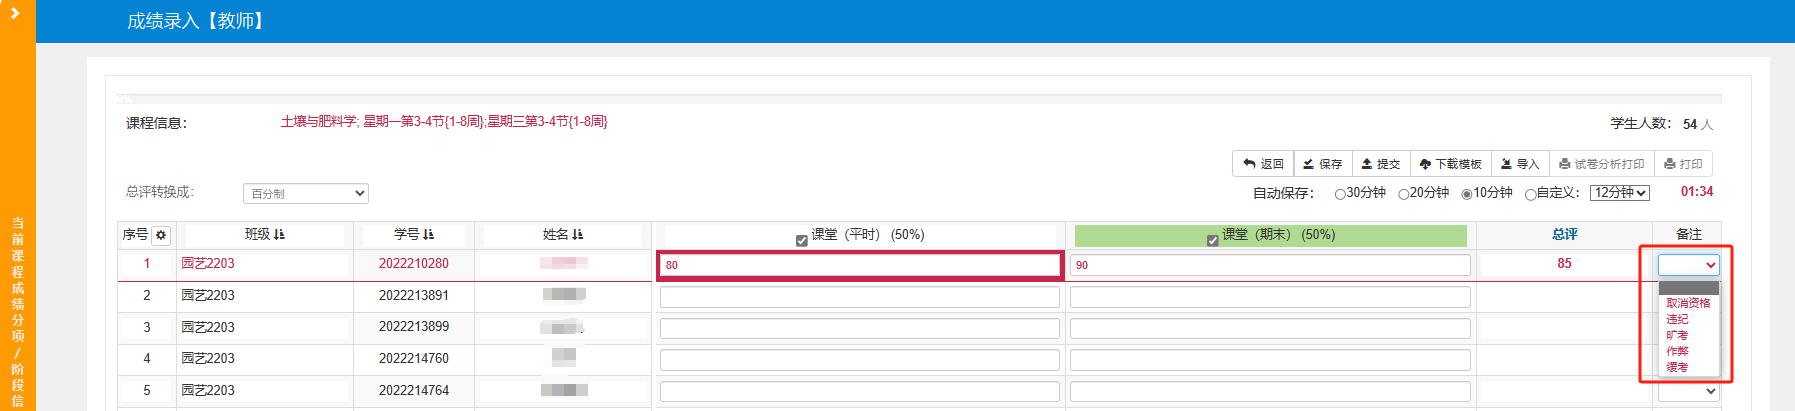 成绩录入【教师】
课程信息：
土壤与肥料学; 星期一第3-4节{1-8周};星期三第3-4节{1-8周}
学生人数： 54 人
返回 保存 提交 下载模板 导入 试卷分析打印 打印
总评转换成： 百分制
自动保存： 30分钟 20分钟 10分钟 自定义： 12分钟 01:34
序号 班级 学号 姓名 课堂（平时）(50%) 课堂（期末）(50%) 总评 备注
1 园艺2203 2022210280 80 90 85
2 园艺2203 2022213891
3 园艺2203 2022213899
4 园艺2203 2022214760
5 园艺2203 2022214764
取消资格
违纪
旷考
作弊
缓考
当前课程成绩分项/阶段信